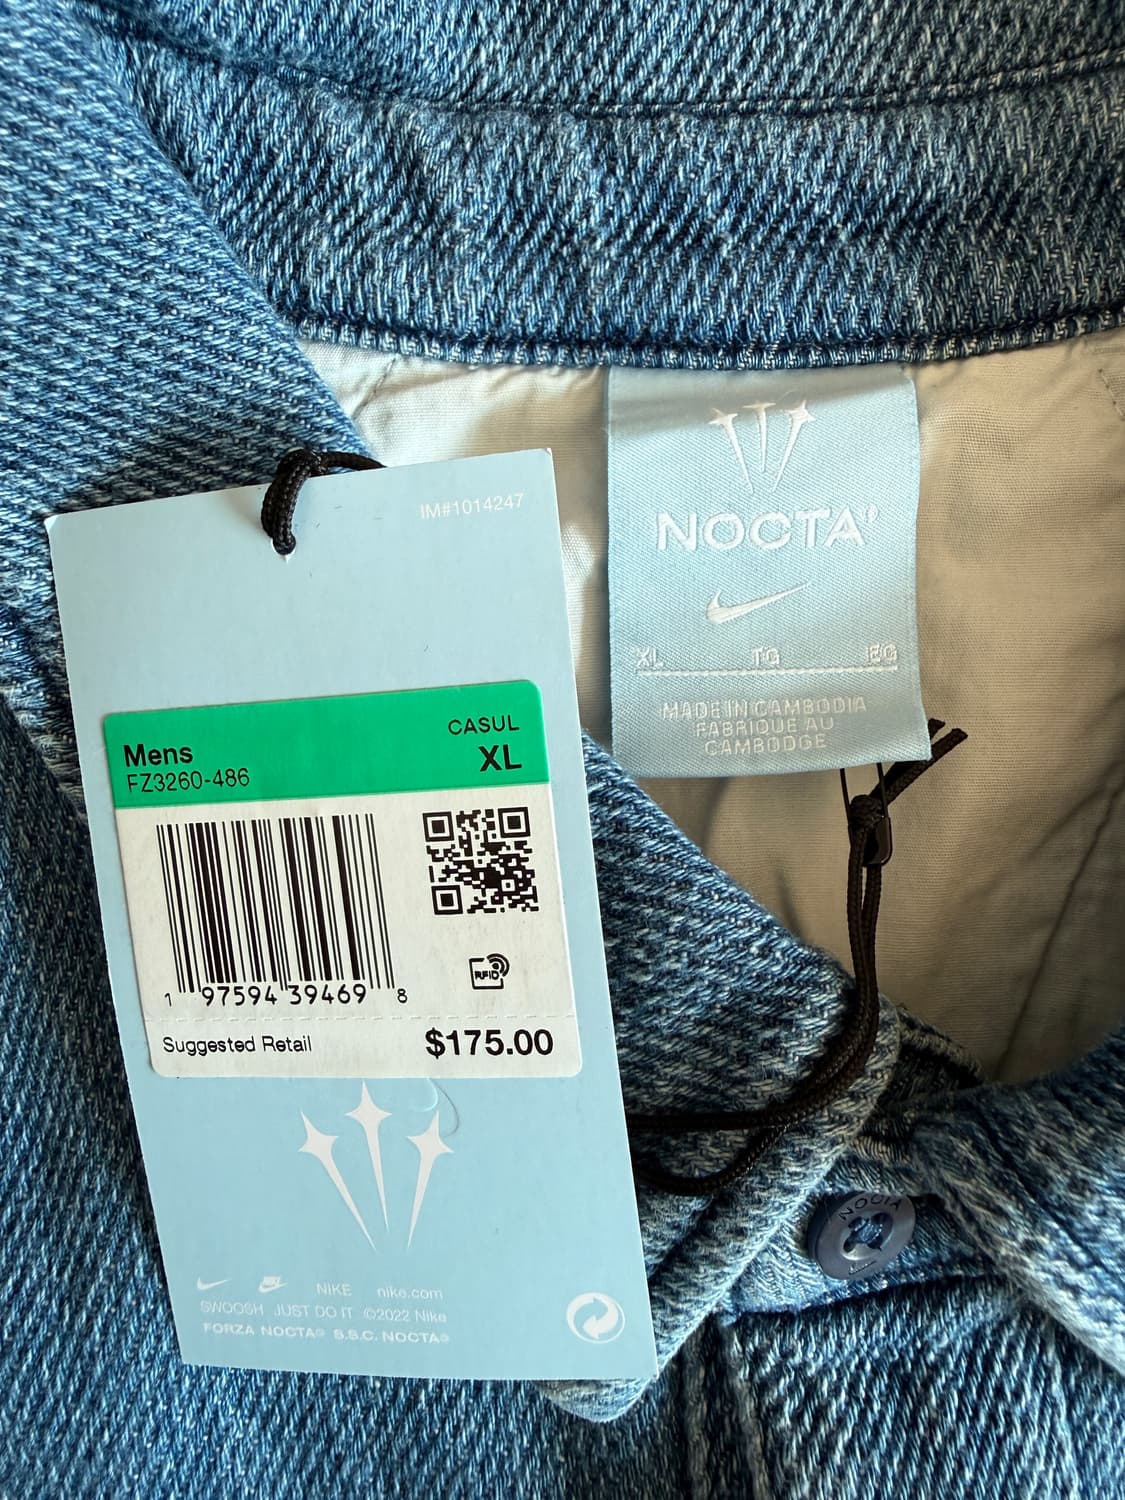 IM#1014247
CASUL
Mens XL
FZ3260-486
1 97594 39469 8
RFID
Suggested Retail $175.00
NIKE nike.com
SWOOSH JUST DO IT ©2022 Nike
FORZA NOCTA® S.S.C. NOCTA®
NOCTA®
XL TG EG
MADE IN CAMBODIA
FABRIQUE AU
CAMBODGE
NOCTA